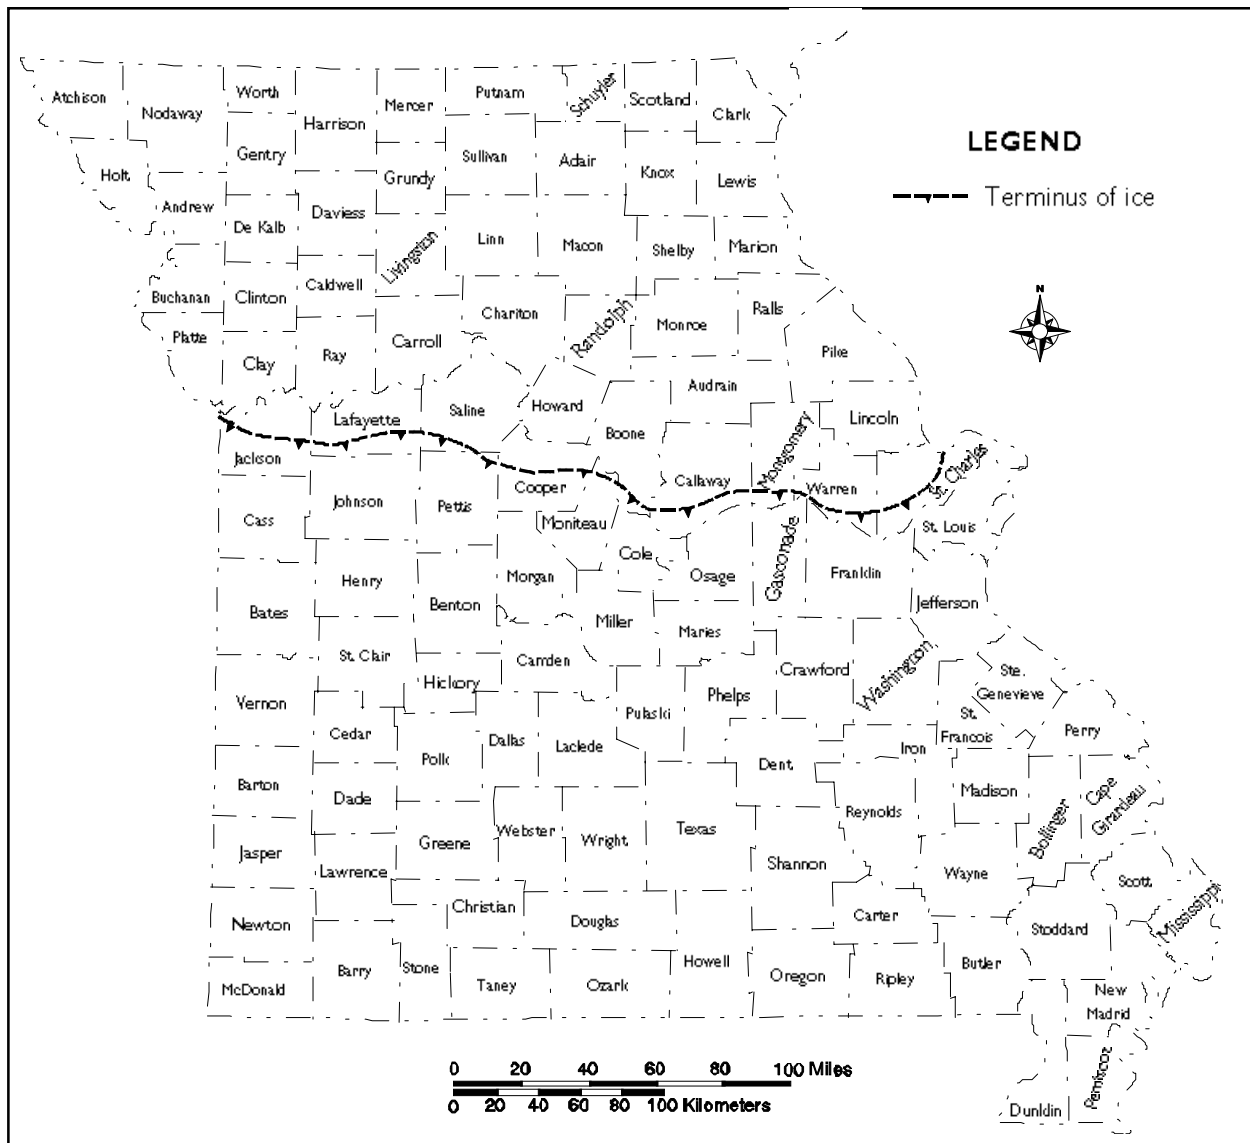 Atchison
Nodaway
Worth
Harrison
Mercer
Putnam
Schuyler
Scotland
Clark
LEGEND
Terminus of ice
Holt
Andrew
Gentry
De Kalb
Daviess
Grundy
Livingston
Sullivan
Adair
Knox
Lewis
Linn
Macon
Shelby
Marion
N
Buchanan
Clinton
Caldwell
Platte
Clay
Ray
Carroll
Chariton
Randolph
Monroe
Ralls
Pike
Audrain
Lafayette
Saline
Howard
Boone
Lincoln
Montgomery
Jackson
Johnson
Cass
Pettis
Cooper
Moniteau
Callaway
Warren
St. Charles
St. Louis
Cole
Osage
Gasconade
Franklin
Jefferson
Henry
Bates
Benton
Morgan
Miller
Maries
St. Clair
Hickory
Camden
Crawford
Washington
Ste.
Genevieve
Vernon
Cedar
Pulaski
Phelps
St.
Francois
Perry
Polk
Dallas
Laclede
Dent
Iron
Barton
Dade
Madison
Bollinger
Cape
Girardeau
Jasper
Lawrence
Greene
Webster
Wright
Texas
Reynolds
Shannon
Wayne
Scott
Mississippi
Newton
Christian
Douglas
Carter
Stoddard
McDonald
Barry
Stone
Taney
Ozark
Howell
Oregon
Ripley
Butler
New
Madrid
Pemiscot
Dunklin
0 20 40 60 80 100 Miles
0 20 40 60 80 100 Kilometers